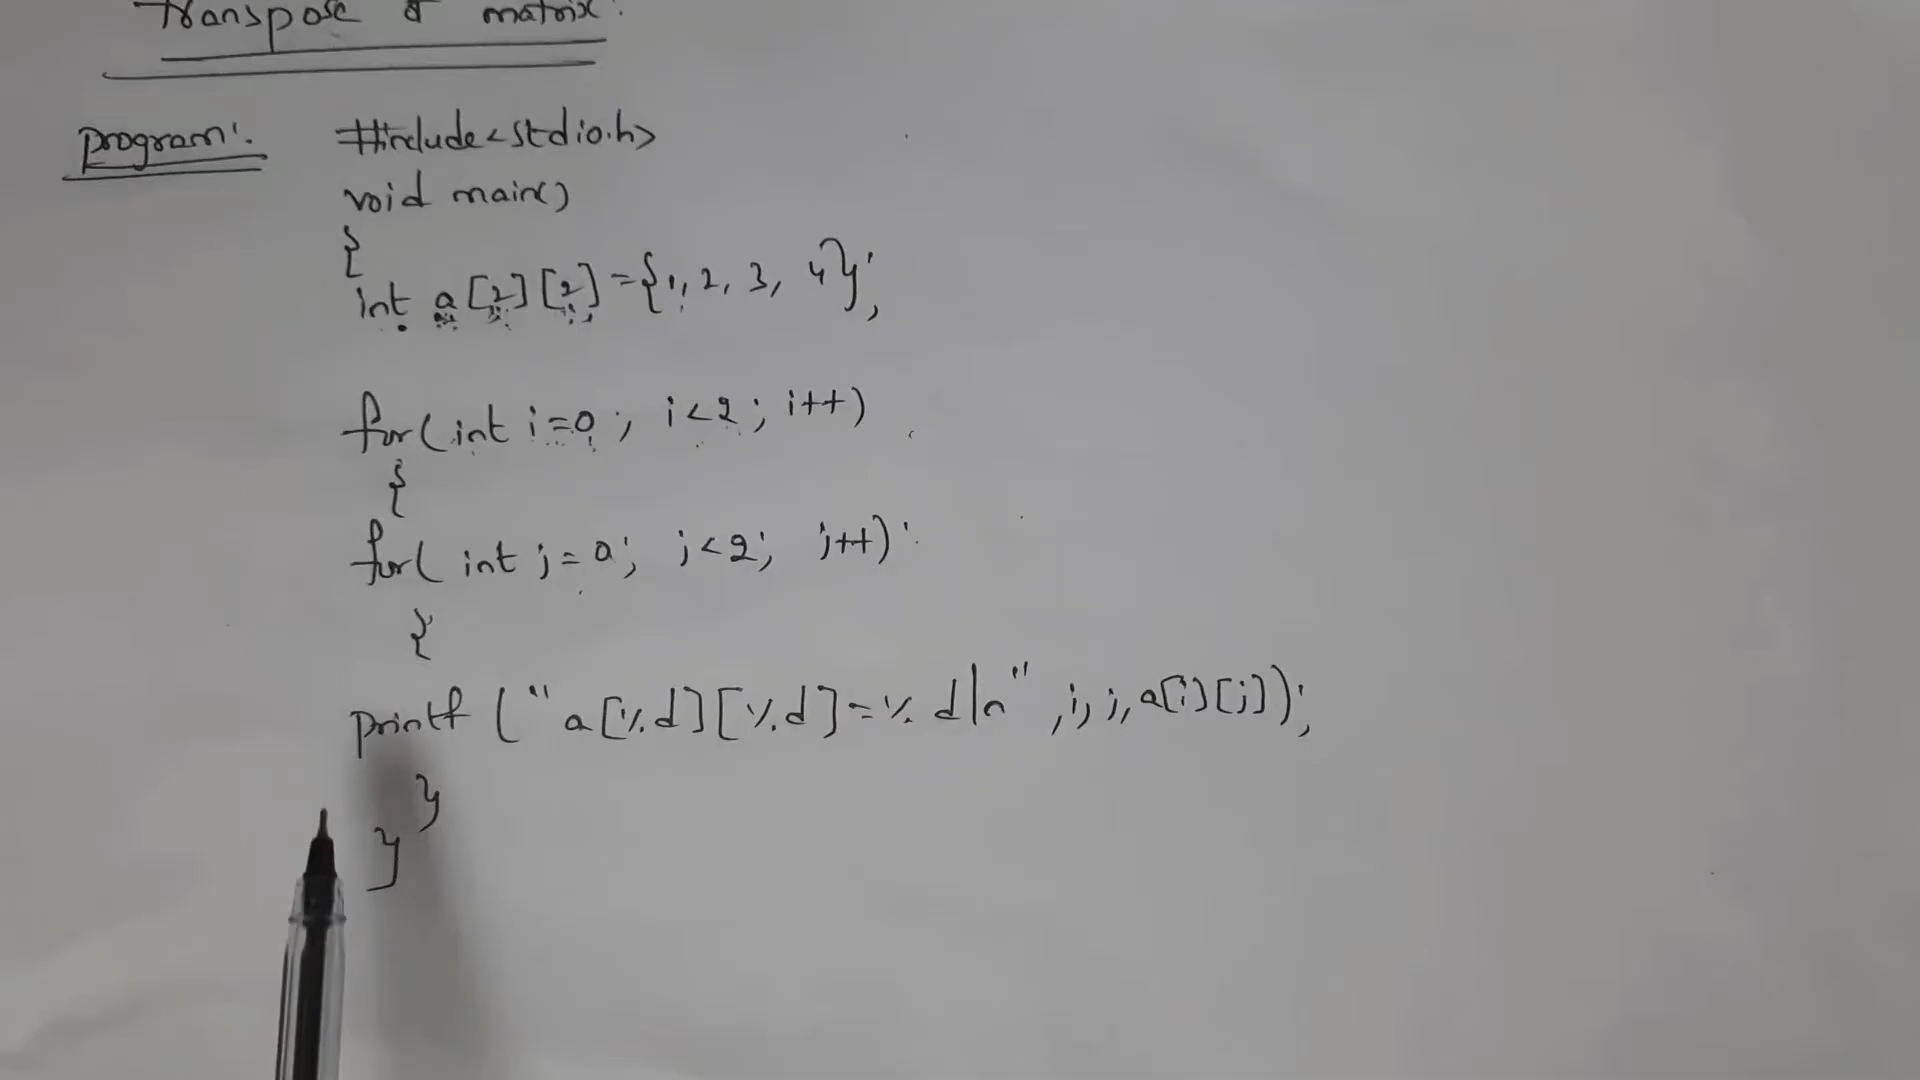 Transpose of matrix:
program:
#include<stdio.h>
void main()
{
int a[2][2]={1,2,3,4};
for(int i=0; i<2; i++)
{
for(int j=0; j<2; j++)
{
printf("a[%d][%d]=%d\n",i,j,a[i][j]);
}
}